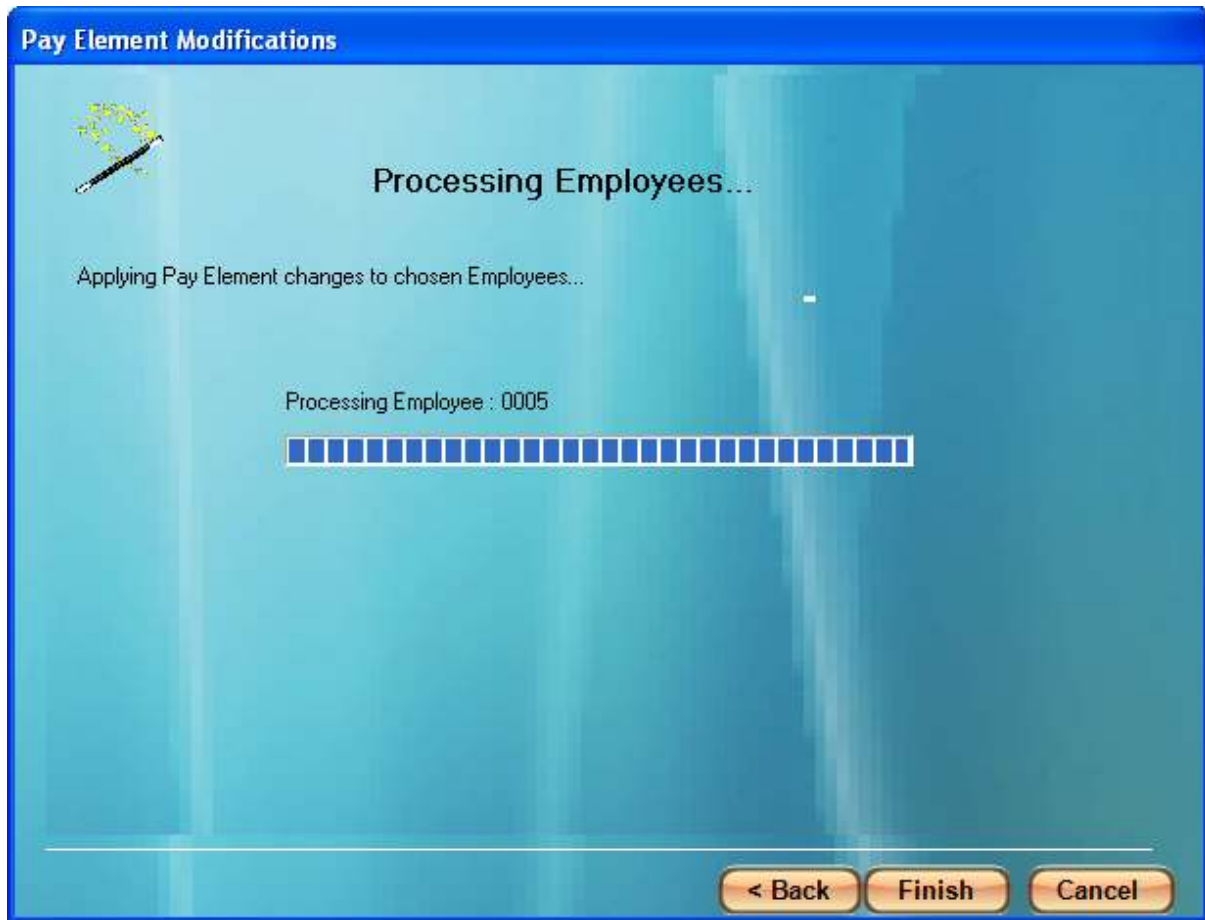 Pay Element Modifications
Processing Employees...
Applying Pay Element changes to chosen Employees...
Processing Employee : 0005
< Back Finish Cancel